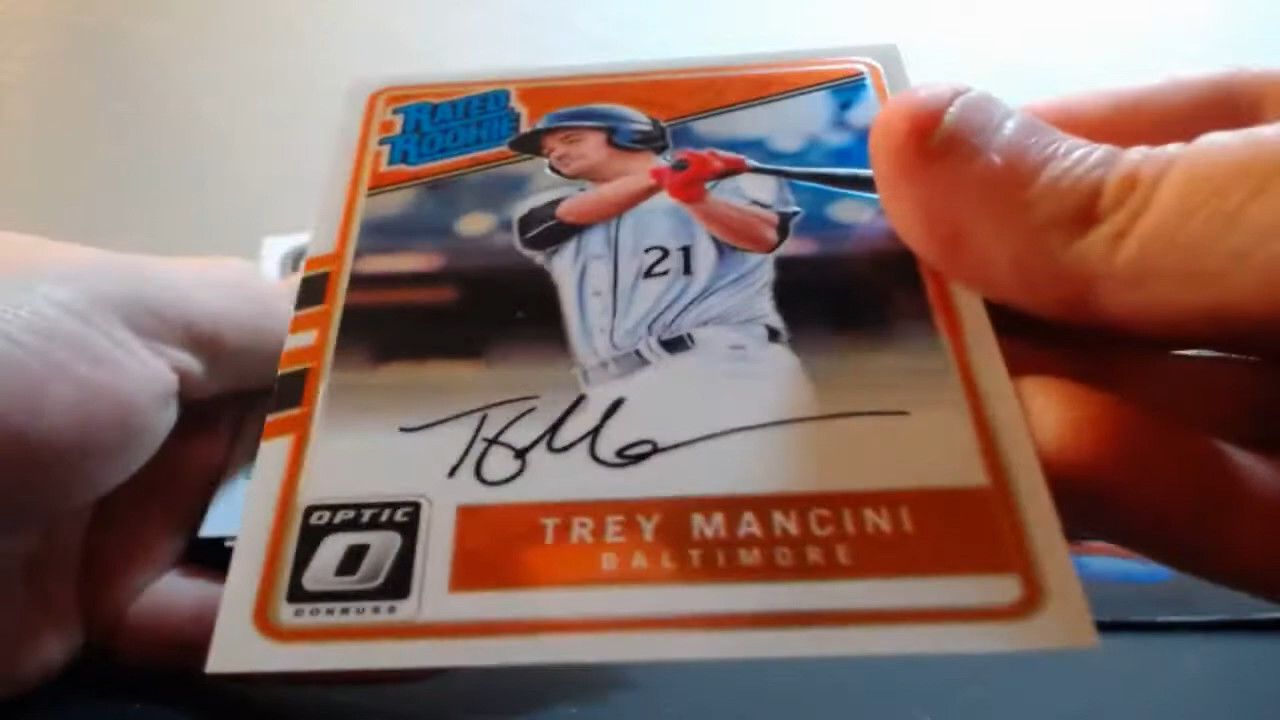 RATED
ROOKIE
21
OPTIC
O
DONRUSS
TREY MANCINI
BALTIMORE